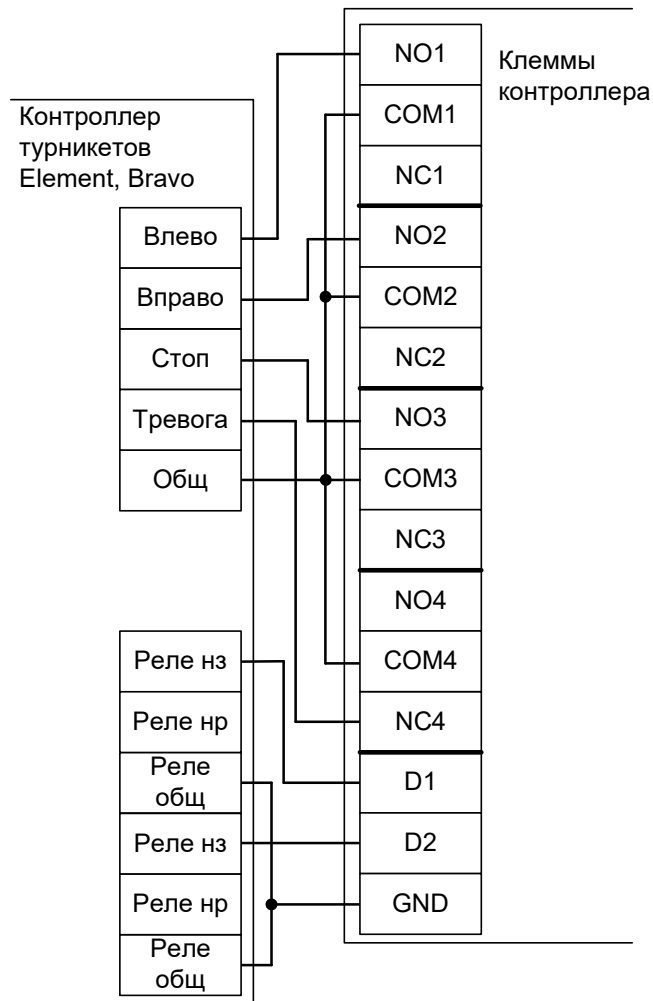 Контроллер
турникетов
Element, Bravo
Влево
Вправо
Стоп
Тревога
Общ
Реле нз
Реле нр
Реле
общ
Реле нз
Реле нр
Реле
общ
Клеммы
контроллера
NO1
COM1
NC1
NO2
COM2
NC2
NO3
COM3
NC3
NO4
COM4
NC4
D1
D2
GND